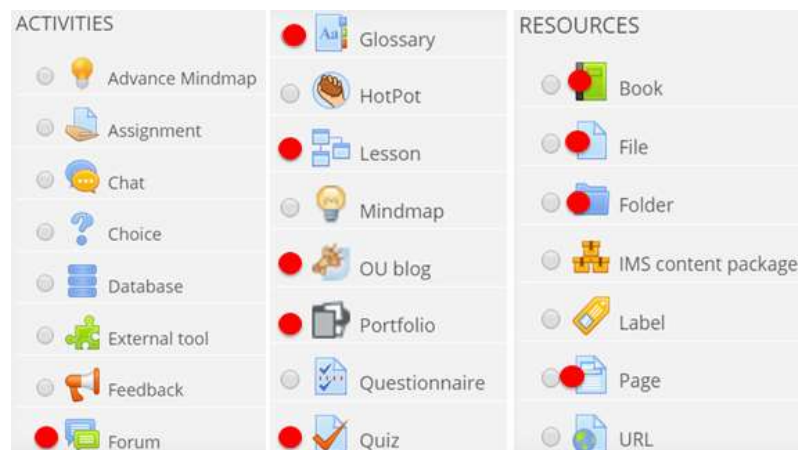 ACTIVITIES
Advance Mindmap
Assignment
Chat
Choice
Database
External tool
Feedback
Forum
Aa
Glossary
HotPot
Lesson
Mindmap
OU blog
Portfolio
Questionnaire
Quiz
RESOURCES
Book
File
Folder
IMS content package
Label
Page
URL